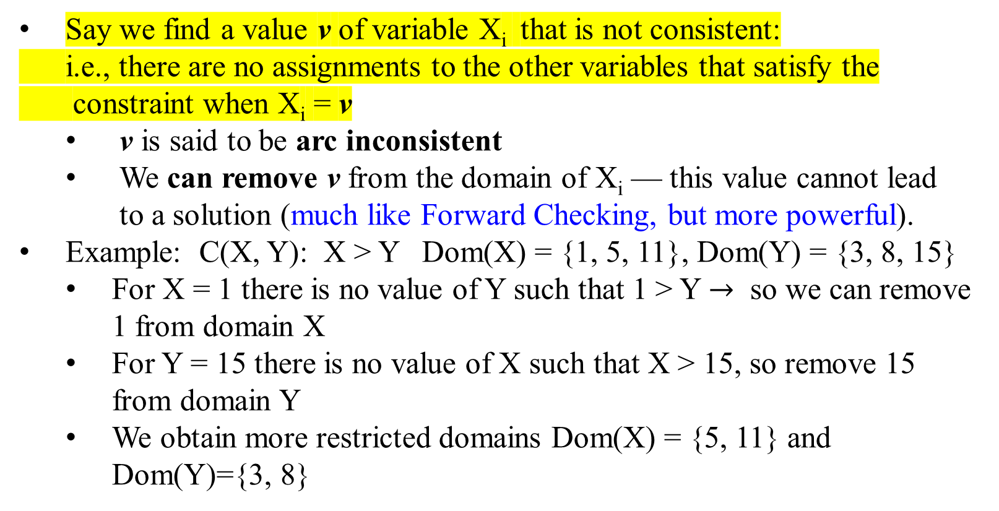 • Say we find a value v of variable Xi that is not consistent:
i.e., there are no assignments to the other variables that satisfy the
constraint when Xi = v
• v is said to be arc inconsistent
• We can remove v from the domain of Xi — this value cannot lead
to a solution (much like Forward Checking, but more powerful).
• Example: C(X, Y): X > Y Dom(X) = {1, 5, 11}, Dom(Y) = {3, 8, 15}
• For X = 1 there is no value of Y such that 1 > Y → so we can remove
1 from domain X
• For Y = 15 there is no value of X such that X > 15, so remove 15
from domain Y
• We obtain more restricted domains Dom(X) = {5, 11} and
Dom(Y)={3, 8}